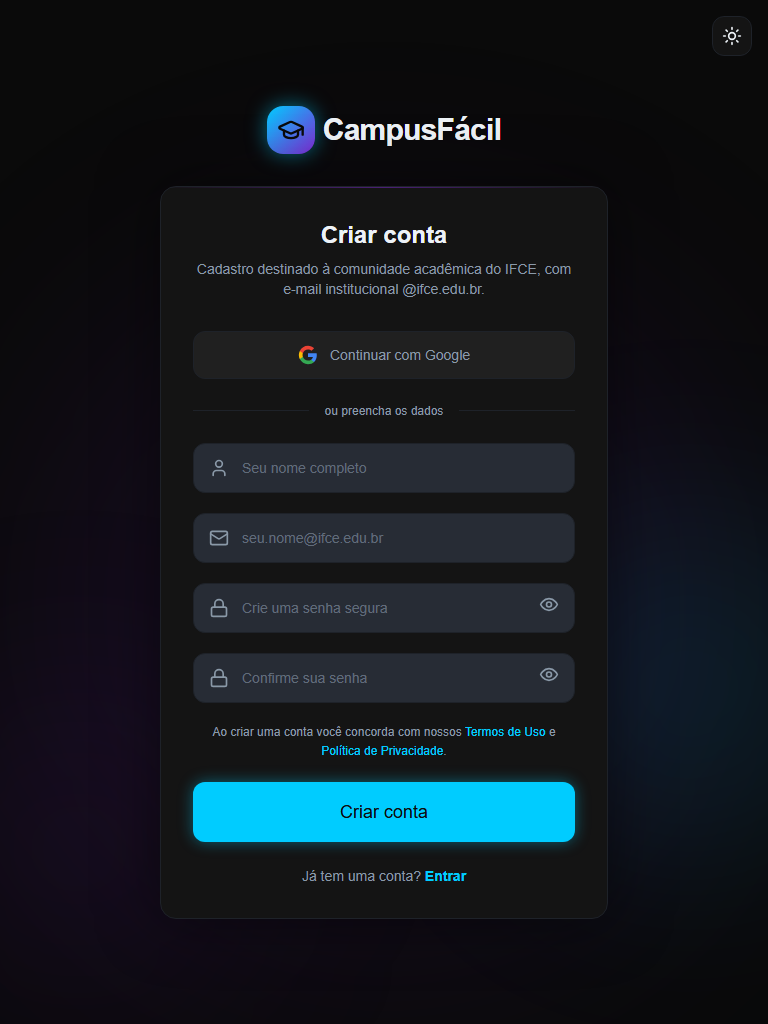 CampusFácil
Criar conta
Cadastro destinado à comunidade acadêmica do IFCE, com
e-mail institucional @ifce.edu.br.
Continuar com Google
ou preencha os dados
Seu nome completo
seu.nome@ifce.edu.br
Crie uma senha segura
Confirme sua senha
Ao criar uma conta você concorda com nossos Termos de Uso e
Política de Privacidade.
Criar conta
Já tem uma conta? Entrar